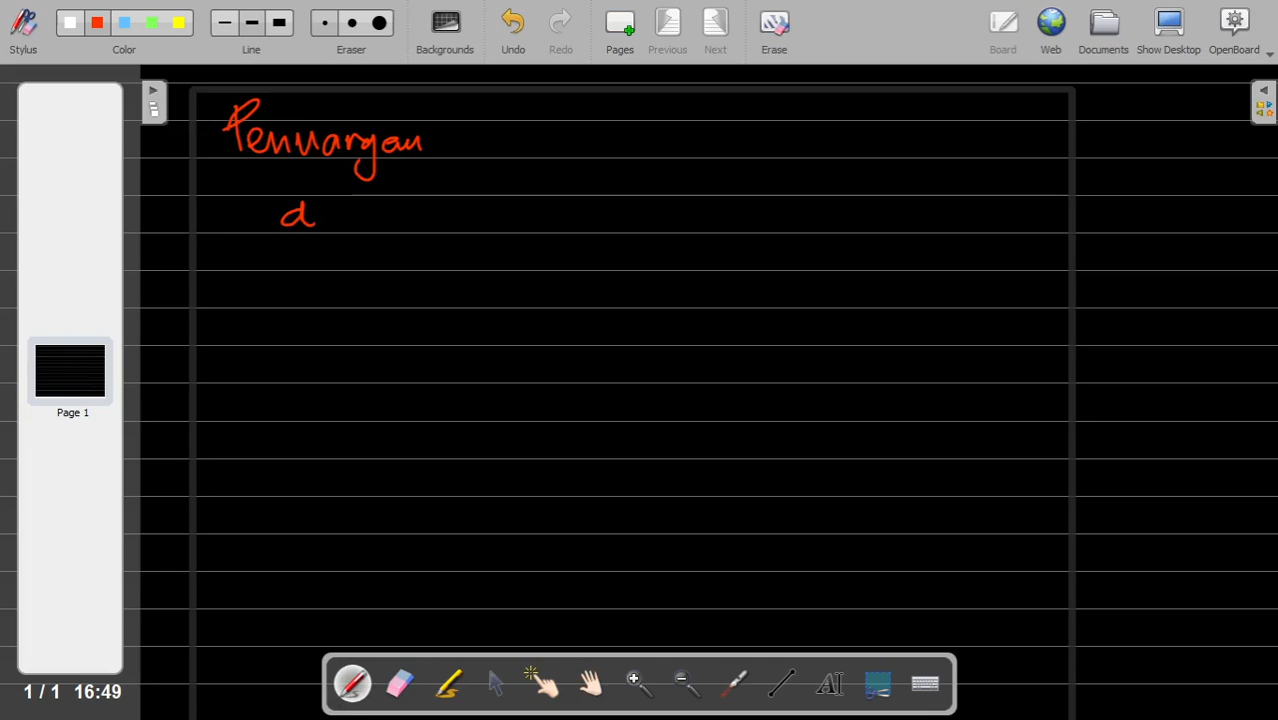 Stylus
Color
Line
Eraser
Backgrounds
Undo
Redo
Pages
Previous
Next
Erase
Board
Web
Documents
Show Desktop
OpenBoard
d
Page 1
1 / 1 16:49
AI